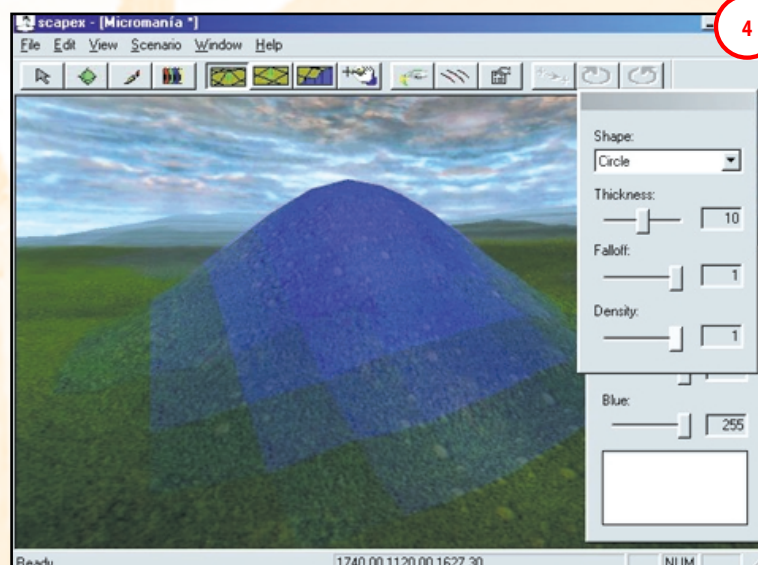 scapex - [Micromanía *]
4
File Edit View Scenario Window Help
Shape:
Circle
Thickness:
10
Falloff:
1
Density:
1
Blue:
255
Ready
1740.00,1120.00,1627.30
NUM